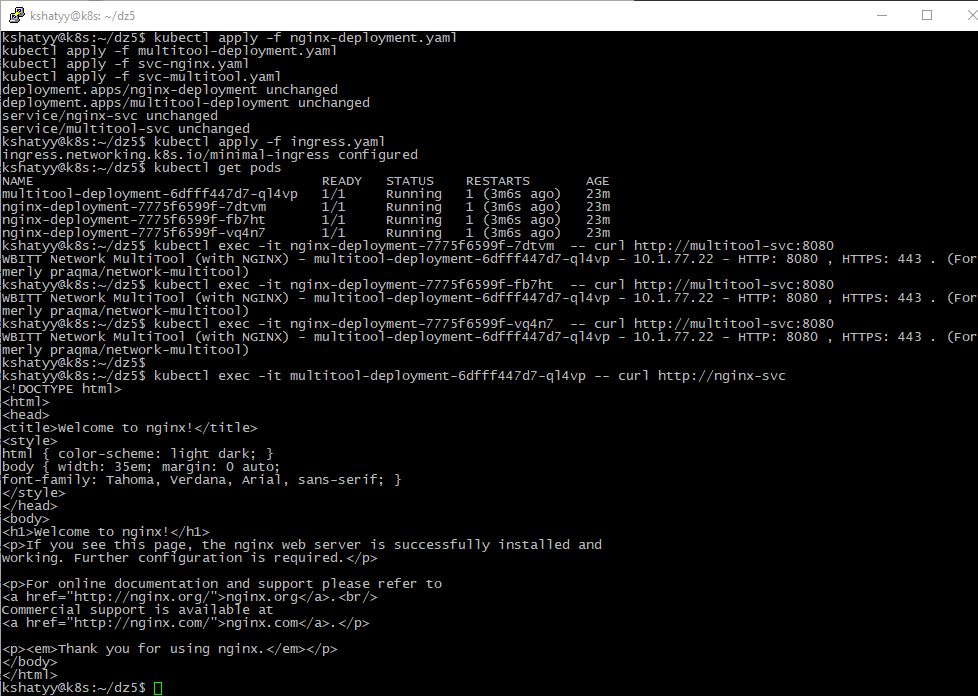 kshatyy@k8s: ~/dz5
kshatyy@k8s:~/dz5$ kubectl apply -f nginx-deployment.yaml
kubectl apply -f multitool-deployment.yaml
kubectl apply -f svc-nginx.yaml
kubectl apply -f svc-multitool.yaml
deployment.apps/nginx-deployment unchanged
deployment.apps/multitool-deployment unchanged
service/nginx-svc unchanged
service/multitool-svc unchanged
kshatyy@k8s:~/dz5$ kubectl apply -f ingress.yaml
ingress.networking.k8s.io/minimal-ingress configured
kshatyy@k8s:~/dz5$ kubectl get pods
NAME                                    READY   STATUS    RESTARTS       AGE
multitool-deployment-6dfff447d7-ql4vp   1/1     Running   1 (3m6s ago)   23m
nginx-deployment-7775f6599f-7dtvm       1/1     Running   1 (3m6s ago)   23m
nginx-deployment-7775f6599f-fb7ht       1/1     Running   1 (3m6s ago)   23m
nginx-deployment-7775f6599f-vq4n7       1/1     Running   1 (3m6s ago)   23m
kshatyy@k8s:~/dz5$ kubectl exec -it nginx-deployment-7775f6599f-7dtvm  -- curl http://multitool-svc:8080
WBITT Network MultiTool (with NGINX) - multitool-deployment-6dfff447d7-ql4vp - 10.1.77.22 - HTTP: 8080 , HTTPS: 443 . (For
merly praqma/network-multitool)
kshatyy@k8s:~/dz5$ kubectl exec -it nginx-deployment-7775f6599f-fb7ht  -- curl http://multitool-svc:8080
WBITT Network MultiTool (with NGINX) - multitool-deployment-6dfff447d7-ql4vp - 10.1.77.22 - HTTP: 8080 , HTTPS: 443 . (For
merly praqma/network-multitool)
kshatyy@k8s:~/dz5$ kubectl exec -it nginx-deployment-7775f6599f-vq4n7  -- curl http://multitool-svc:8080
WBITT Network MultiTool (with NGINX) - multitool-deployment-6dfff447d7-ql4vp - 10.1.77.22 - HTTP: 8080 , HTTPS: 443 . (For
merly praqma/network-multitool)
kshatyy@k8s:~/dz5$
kshatyy@k8s:~/dz5$ kubectl exec -it multitool-deployment-6dfff447d7-ql4vp -- curl http://nginx-svc
<!DOCTYPE html>
<html>
<head>
<title>Welcome to nginx!</title>
<style>
html { color-scheme: light dark; }
body { width: 35em; margin: 0 auto;
font-family: Tahoma, Verdana, Arial, sans-serif; }
</style>
</head>
<body>
<h1>Welcome to nginx!</h1>
<p>If you see this page, the nginx web server is successfully installed and
working. Further configuration is required.</p>

<p>For online documentation and support please refer to
<a href="http://nginx.org/">nginx.org</a>.<br/>
Commercial support is available at
<a href="http://nginx.com/">nginx.com</a>.</p>

<p><em>Thank you for using nginx.</em></p>
</body>
</html>
kshatyy@k8s:~/dz5$